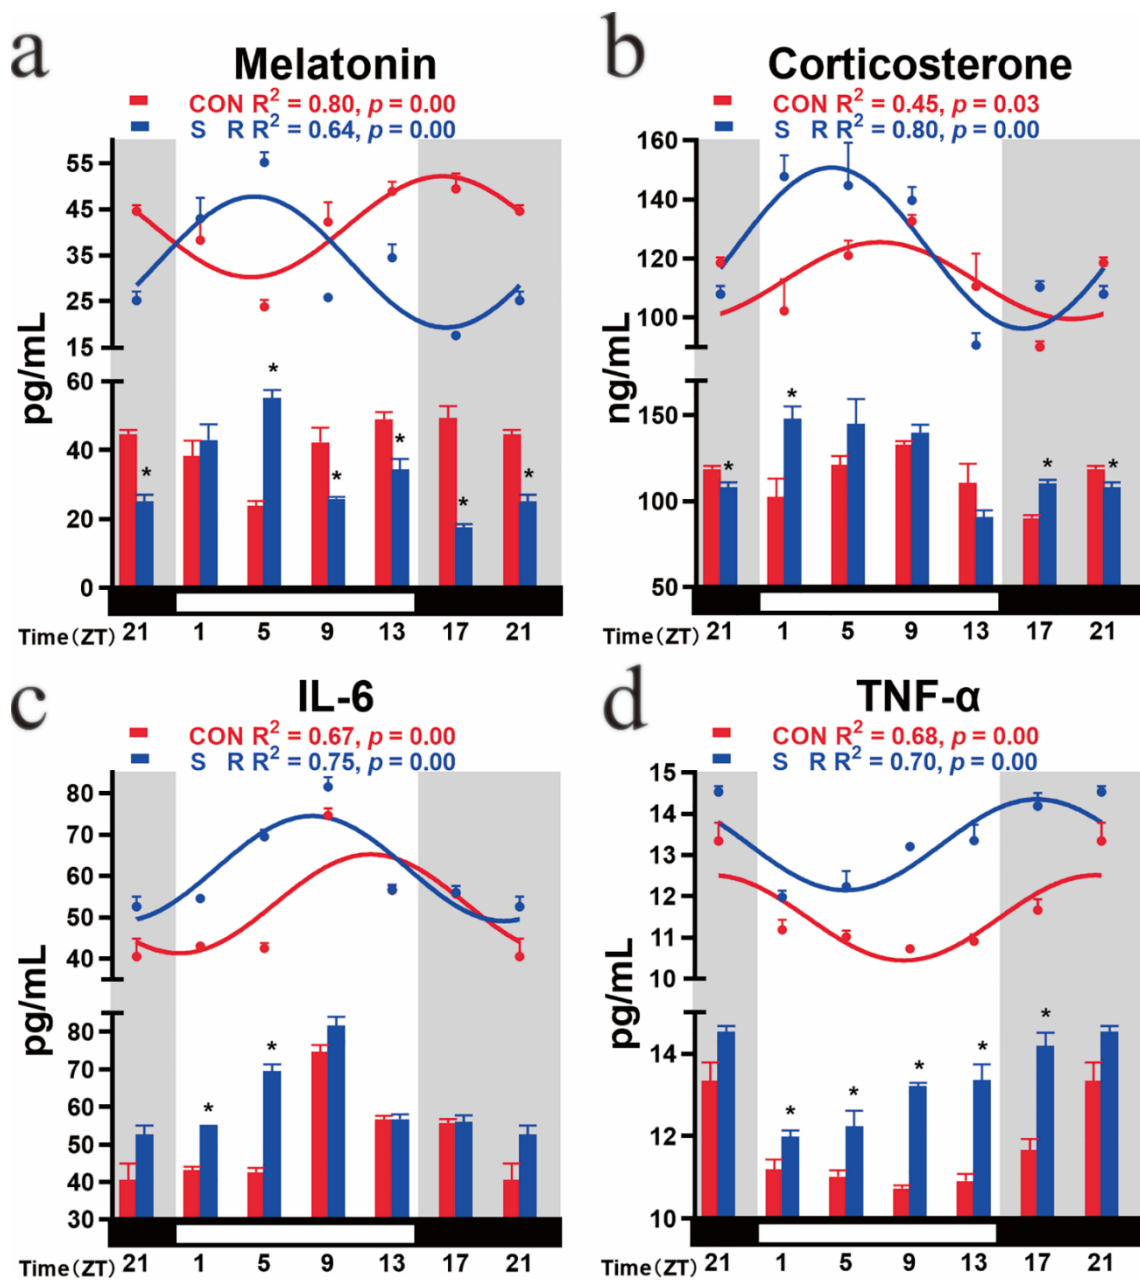 a
Melatonin
CON R² = 0.80, p = 0.00
S R R² = 0.64, p = 0.00
55
45
35
25
15
pg/mL
60
40
20
0
* * * * * *
Time(ZT) 21 1 5 9 13 17 21
b
Corticosterone
CON R² = 0.45, p = 0.03
S R R² = 0.80, p = 0.00
160
140
120
100
ng/mL
150
100
50
* * * *
Time(ZT) 21 1 5 9 13 17 21
c
IL-6
CON R² = 0.67, p = 0.00
S R R² = 0.75, p = 0.00
80
70
60
50
40
pg/mL
80
70
60
50
40
30
* *
Time(ZT) 21 1 5 9 13 17 21
d
TNF-α
CON R² = 0.68, p = 0.00
S R R² = 0.70, p = 0.00
15
14
13
12
11
10
pg/mL
14
12
10
* * * * *
Time(ZT) 21 1 5 9 13 17 21